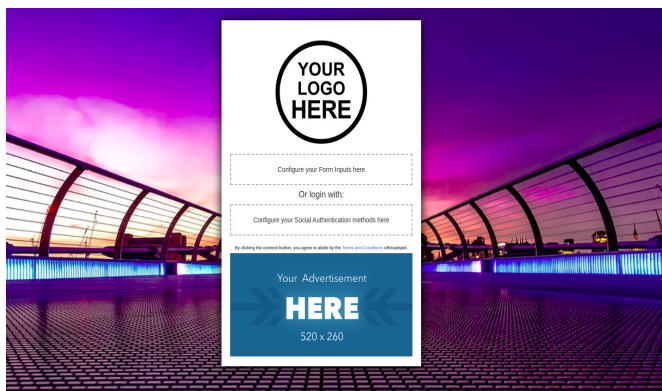 YOUR
LOGO
HERE
Configure your Form Inputs here
Or login with:
Configure your Social Authentication methods here
By clicking the connect button, you agree to abide by the Terms and Conditions of
Your Advertisement
HERE
520 x 260